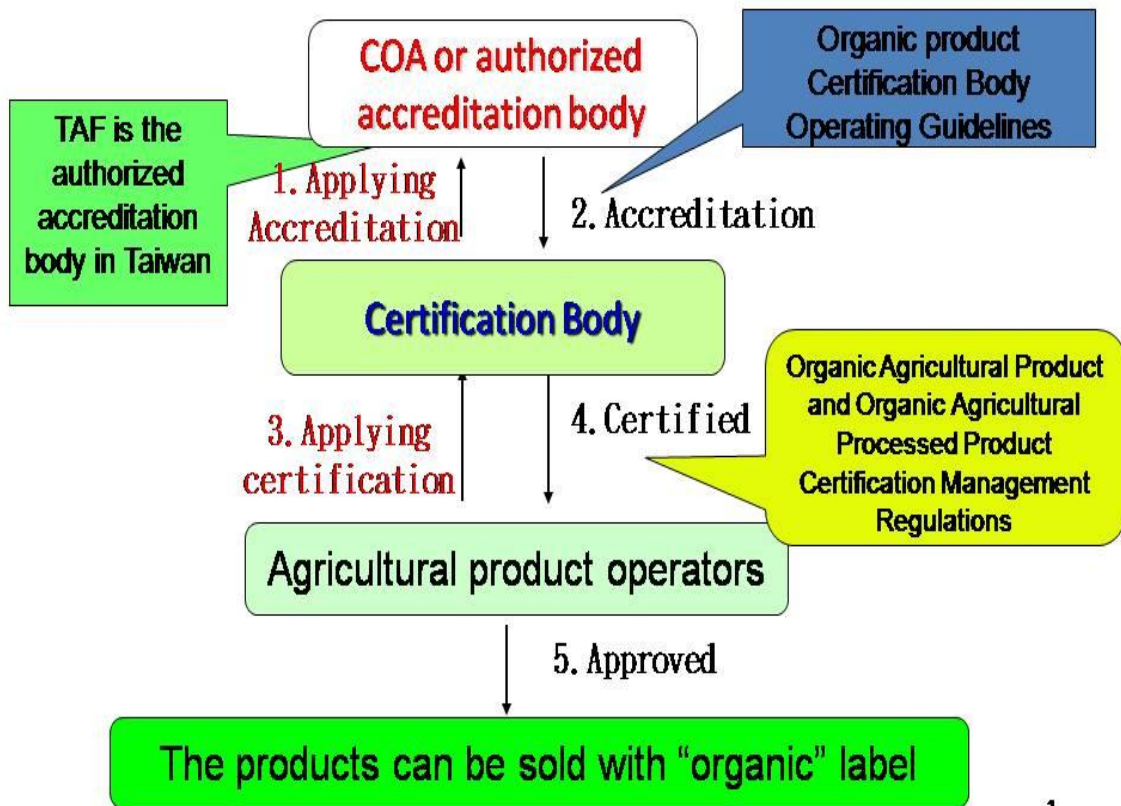 COA or authorized
accreditation body
Organic product
Certification Body
Operating Guidelines
TAF is the
authorized
accreditation
body in Taiwan
1. Applying
Accreditation
2. Accreditation
Certification Body
3. Applying
certification
4. Certified
Organic Agricultural Product
and Organic Agricultural
Processed Product
Certification Management
Regulations
Agricultural product operators
5. Approved
The products can be sold with “organic” label